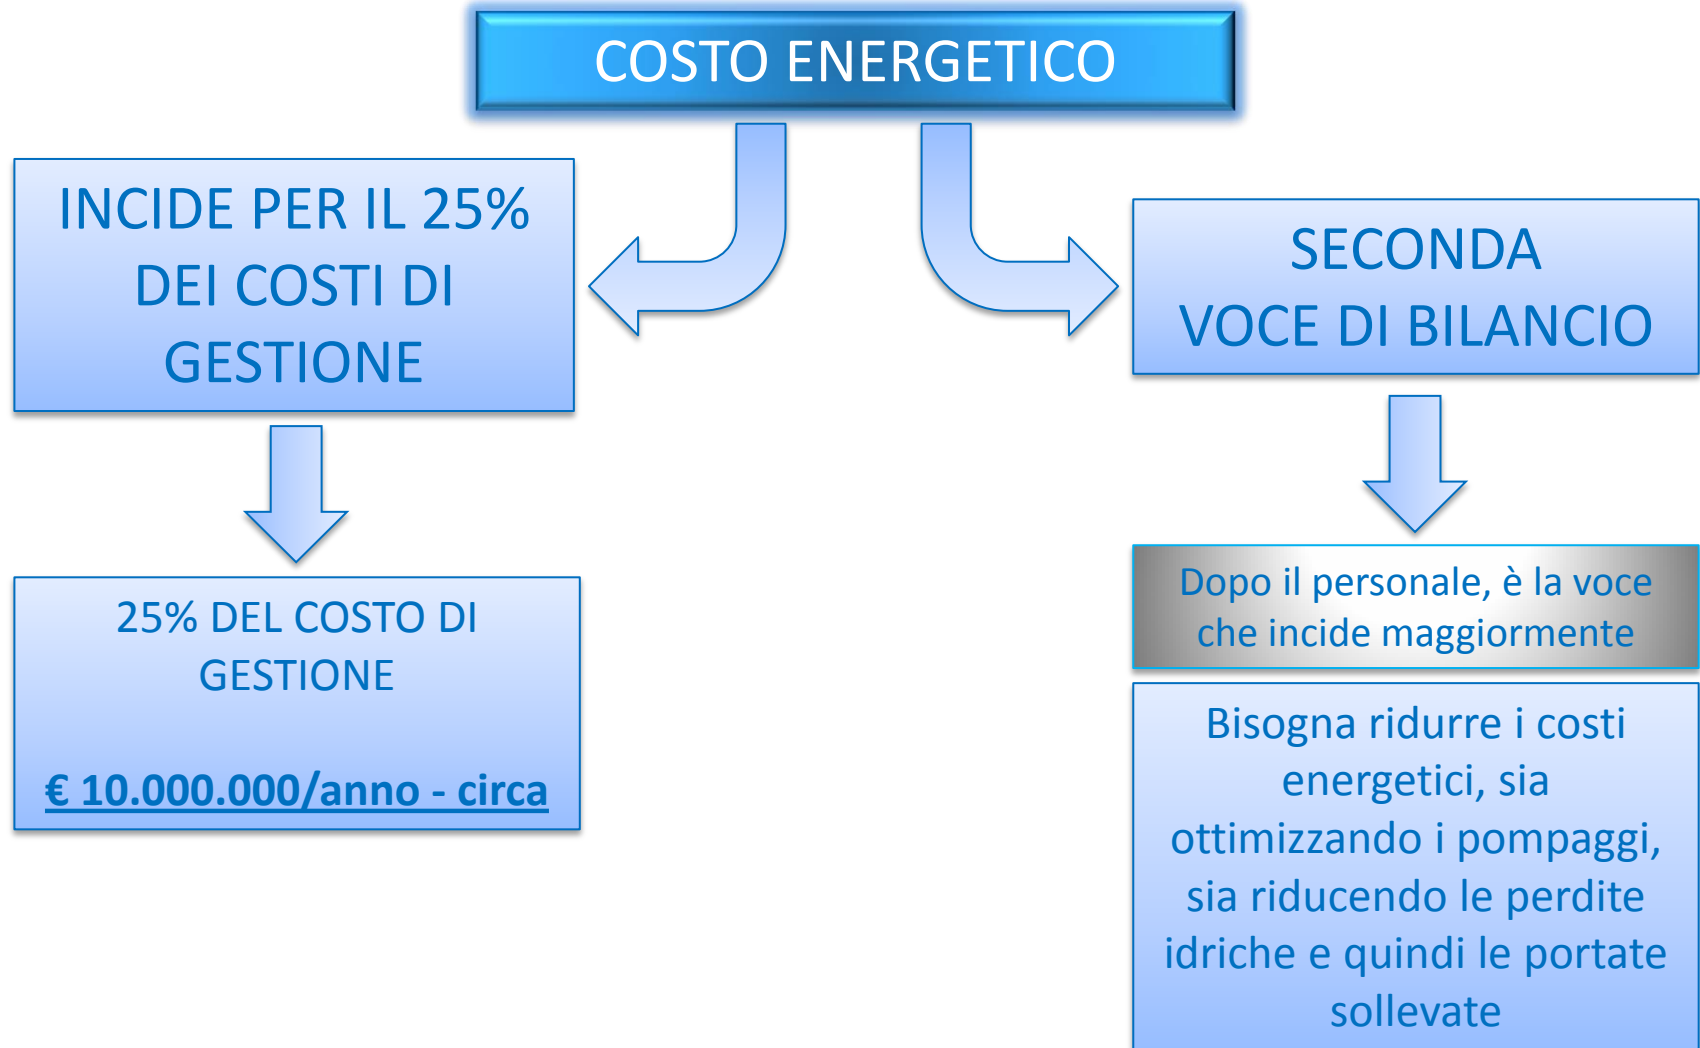 COSTO ENERGETICO
INCIDE PER IL 25%
DEI COSTI DI
GESTIONE
25% DEL COSTO DI
GESTIONE
€ 10.000.000/anno - circa
SECONDA
VOCE DI BILANCIO
Dopo il personale, è la voce
che incide maggiormente
Bisogna ridurre i costi
energetici, sia
ottimizzando i pompaggi,
sia riducendo le perdite
idriche e quindi le portate
sollevate